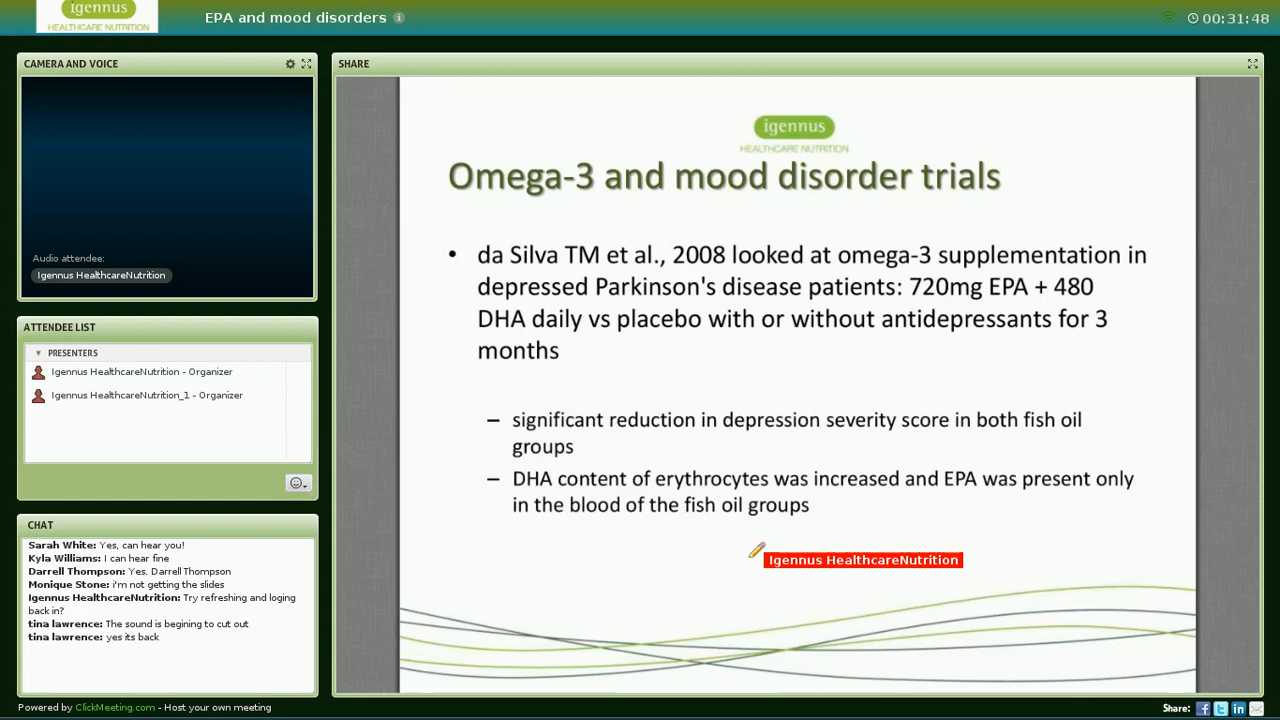 igennus
HEALTHCARE NUTRITION
EPA and mood disorders
00:31:48
CAMERA AND VOICE
Audio attendee:
Igennus HealthcareNutrition
ATTENDEE LIST
PRESENTERS
Igennus HealthcareNutrition - Organizer
Igennus HealthcareNutrition_1 - Organizer
CHAT
Sarah White: Yes, can hear you!
Kyla Williams: I can hear fine
Darrell Thompson: Yes. Darrell Thompson
Monique Stone: i'm not getting the slides
Igennus HealthcareNutrition: Try refreshing and loging
back in?
tina lawrence: The sound is begining to cut out
tina lawrence: yes its back
SHARE
igennus
HEALTHCARE NUTRITION
Omega-3 and mood disorder trials
• da Silva TM et al., 2008 looked at omega-3 supplementation in
depressed Parkinson's disease patients: 720mg EPA + 480
DHA daily vs placebo with or without antidepressants for 3
months
– significant reduction in depression severity score in both fish oil
groups
– DHA content of erythrocytes was increased and EPA was present only
in the blood of the fish oil groups
Igennus HealthcareNutrition
Powered by ClickMeeting.com - Host your own meeting
Share: